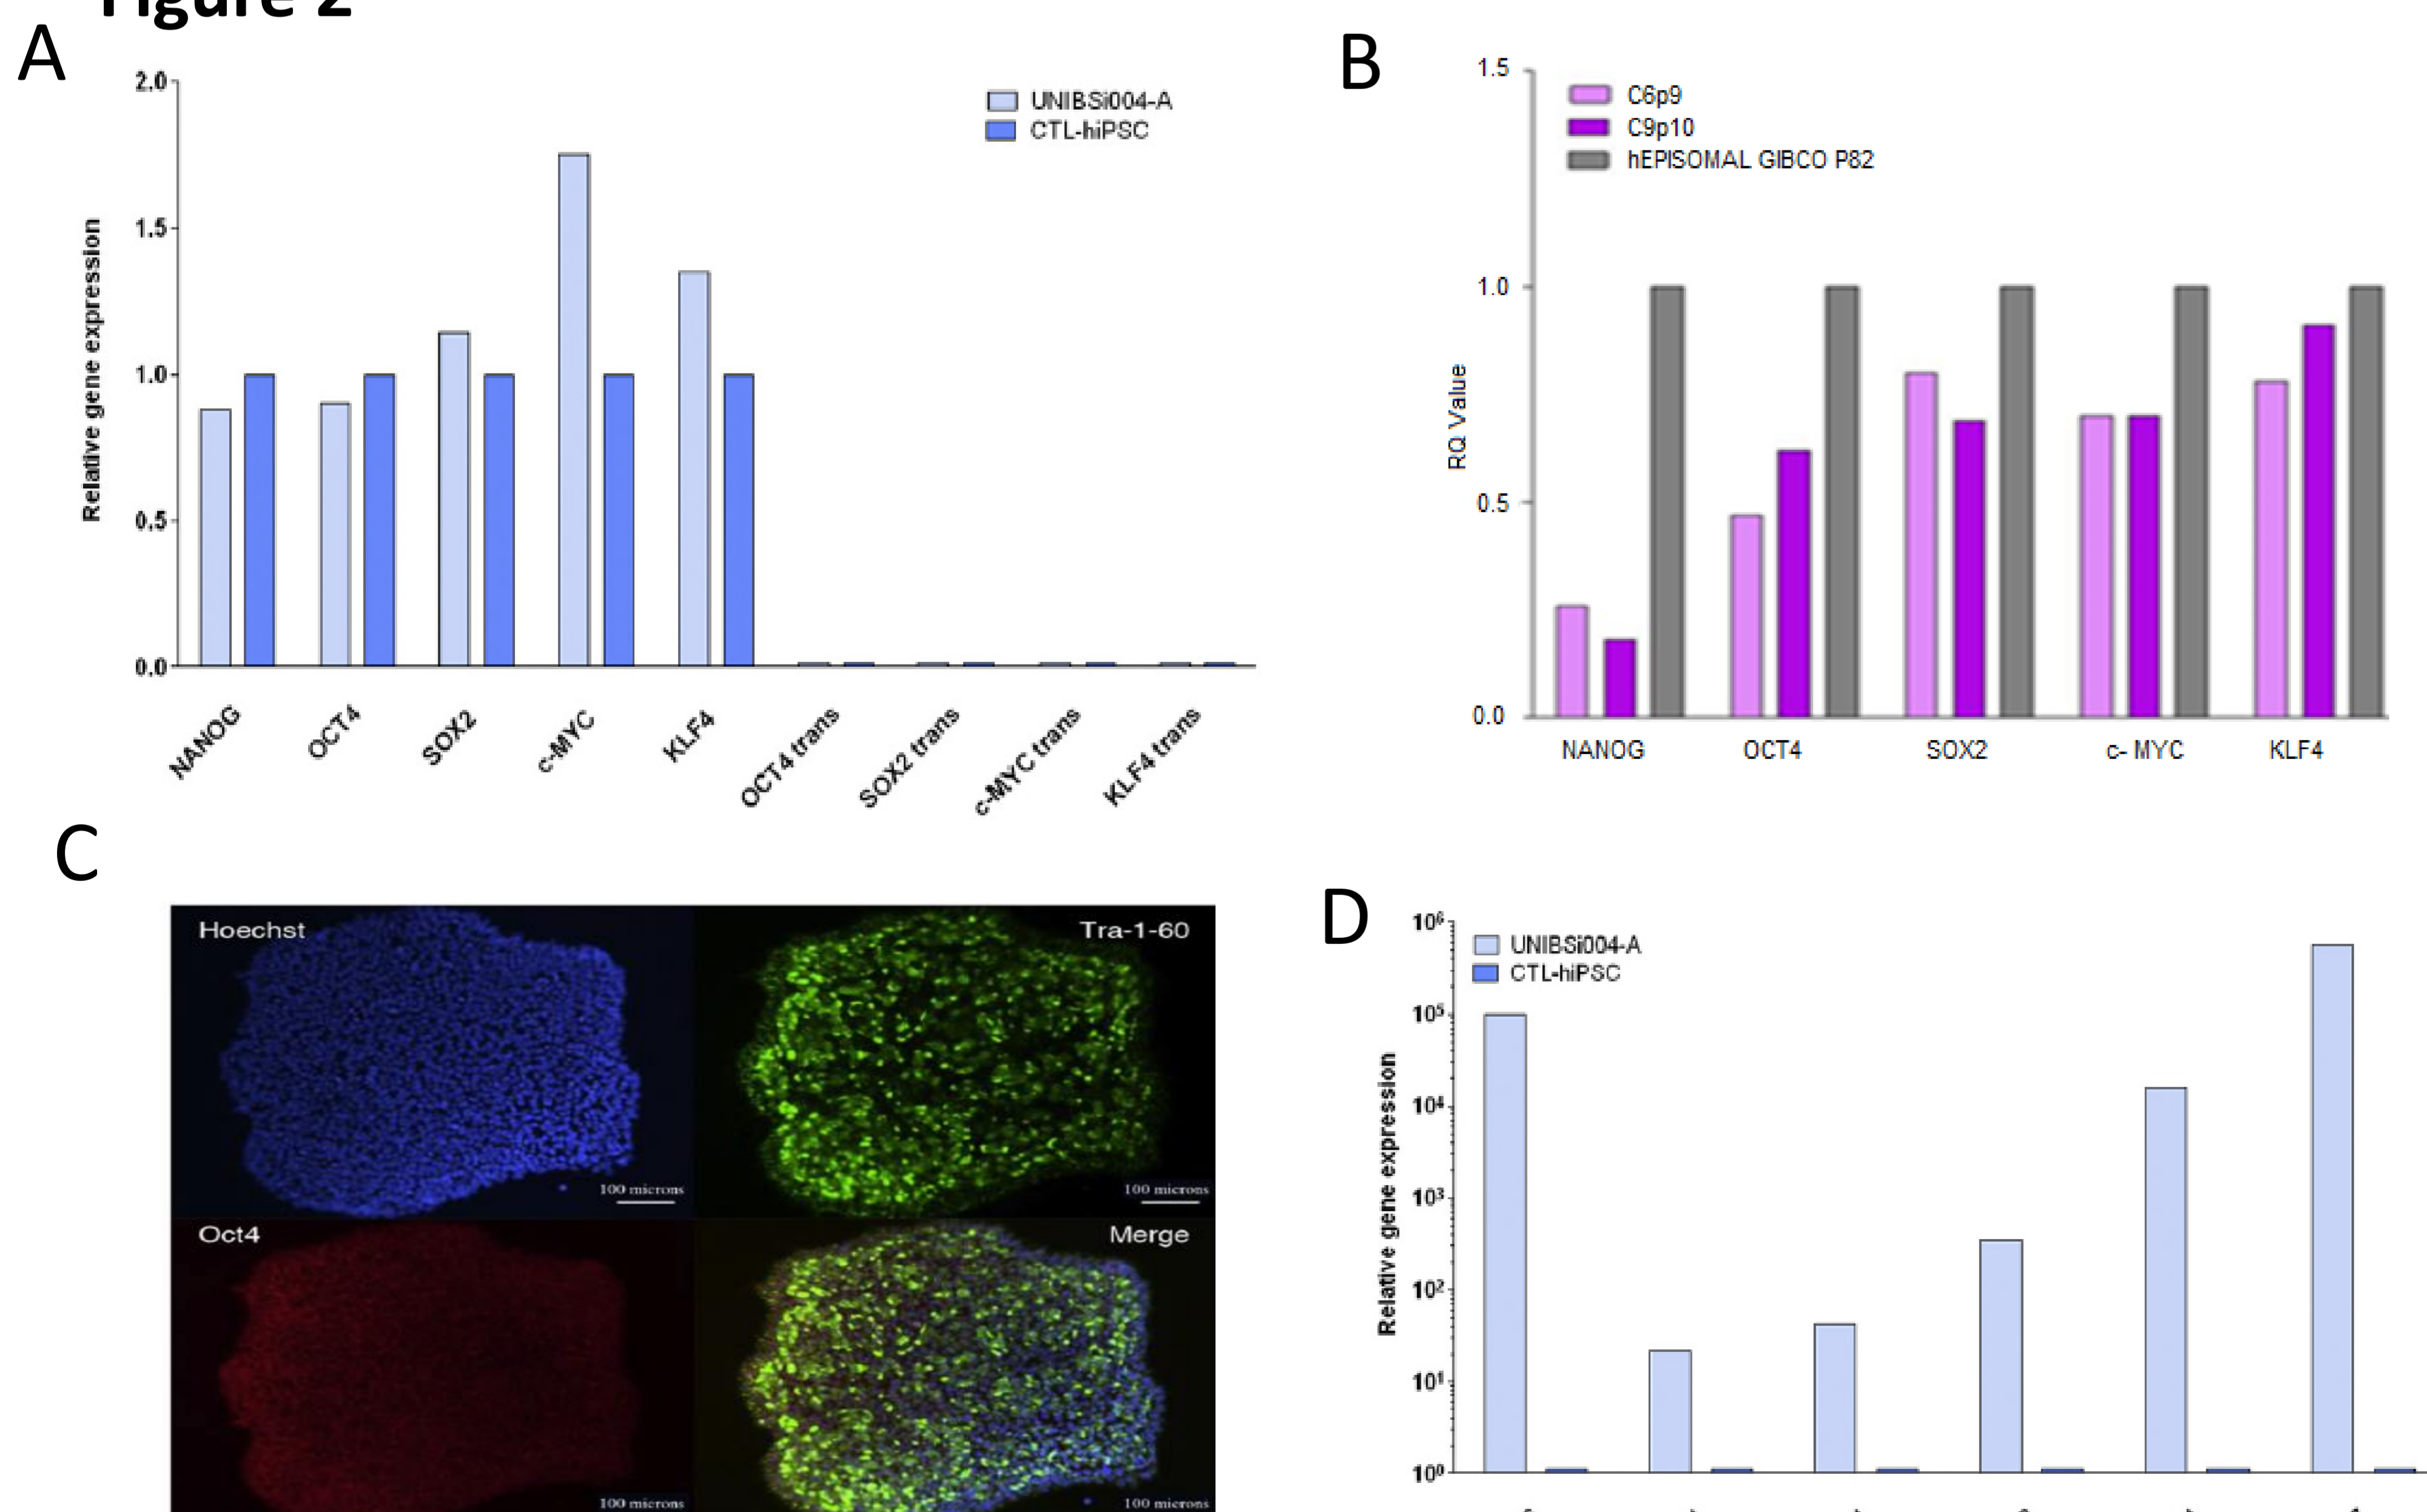 Figure 2
A
2.0
1.5
1.0
0.5
0.0
Relative gene expression
UNIBSi004-A
CTL-hiPSC
NANOG
OCT4
SOX2
c-MYC
KLF4
OCT4 trans
SOX2 trans
c-MYC trans
KLF4 trans
B
1.5
1.0
0.5
0.0
RQ Value
C6p9
C9p10
hEPISOMAL GIBCO P82
NANOG
OCT4
SOX2
c- MYC
KLF4
C
Hoechst
100 microns
Tra-1-60
100 microns
Oct4
100 microns
Merge
100 microns
D
10⁶
10⁵
10⁴
10³
10²
10¹
10⁰
Relative gene expression
UNIBSi004-A
CTL-hiPSC